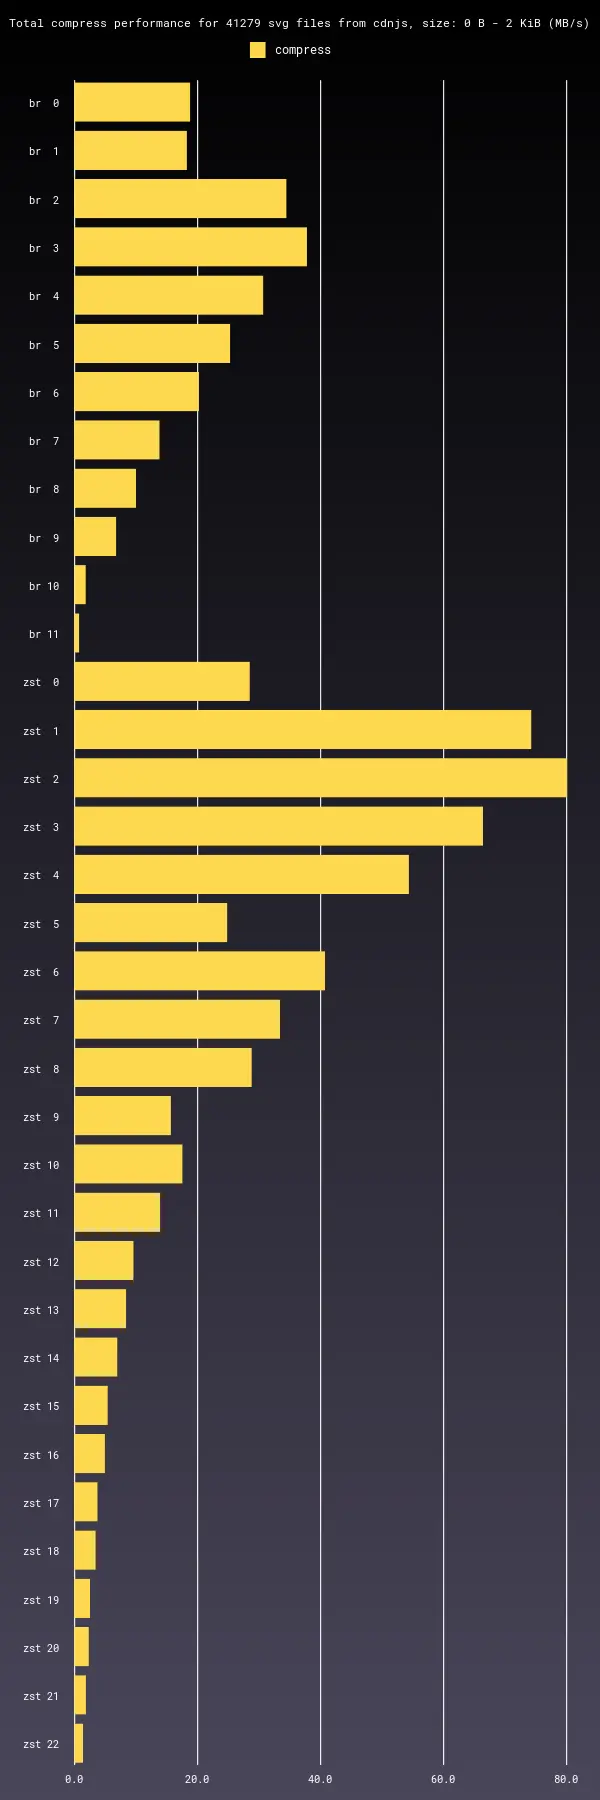 Total compress performance for 41279 svg files from cdnjs, size: 0 B - 2 KiB (MB/s)
compress
br  0
br  1
br  2
br  3
br  4
br  5
br  6
br  7
br  8
br  9
br 10
br 11
zst  0
zst  1
zst  2
zst  3
zst  4
zst  5
zst  6
zst  7
zst  8
zst  9
zst 10
zst 11
zst 12
zst 13
zst 14
zst 15
zst 16
zst 17
zst 18
zst 19
zst 20
zst 21
zst 22
0.0 20.0 40.0 60.0 80.0